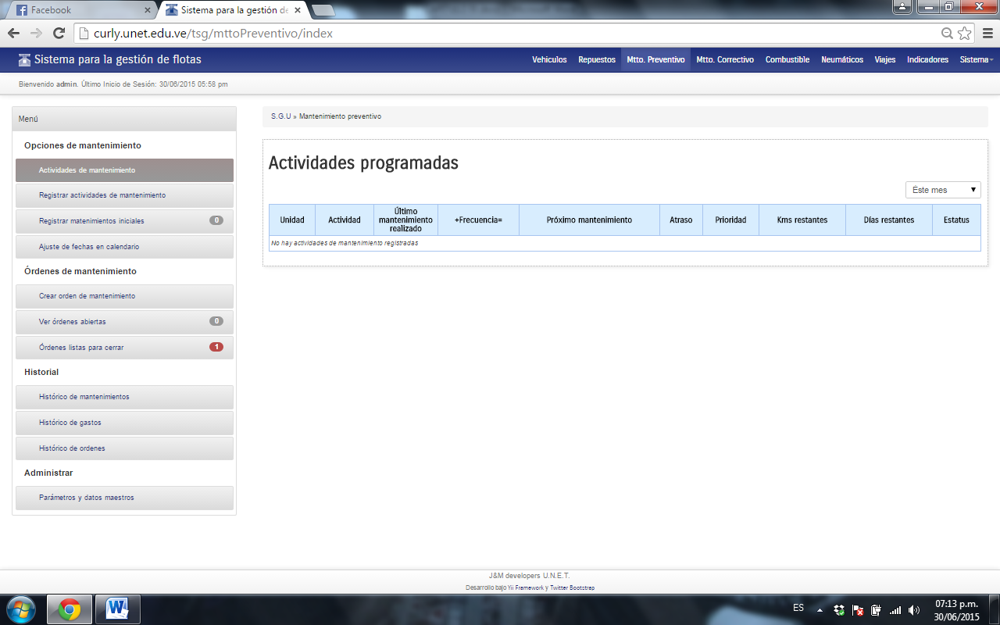 Facebook
Sistema para la gestión de
curly.unet.edu.ve/tsg/mttoPreventivo/index
Sistema para la gestión de flotas
Vehiculos Repuestos Mtto. Preventivo Mtto. Correctivo Combustible Neumáticos Viajes Indicadores Sistema
Bienvenido admin. Último Inicio de Sesión: 30/06/2015 05:58 pm
Menú
Opciones de mantenimiento
Actividades de mantenimiento
Registrar actividades de mantenimiento
Registrar matenimientos iniciales 0
Ajuste de fechas en calendario
Órdenes de mantenimiento
Crear orden de mantenimiento
Ver órdenes abiertas 0
Órdenes listas para cerrar 1
Historial
Histórico de mantenimientos
Histórico de gastos
Histórico de ordenes
Administrar
Parámetros y datos maestros
S.G.U » Mantenimiento preventivo
Actividades programadas
Éste mes
Unidad Actividad Último mantenimiento realizado +Frecuencia= Próximo mantenimiento Atraso Prioridad Kms restantes Días restantes Estatus
No hay actividades de mantenimiento registradas
J&M developers U.N.E.T.
Desarrollo bajo Yii Framework y Twitter Bootstrap
ES
07:13 p.m.
30/06/2015